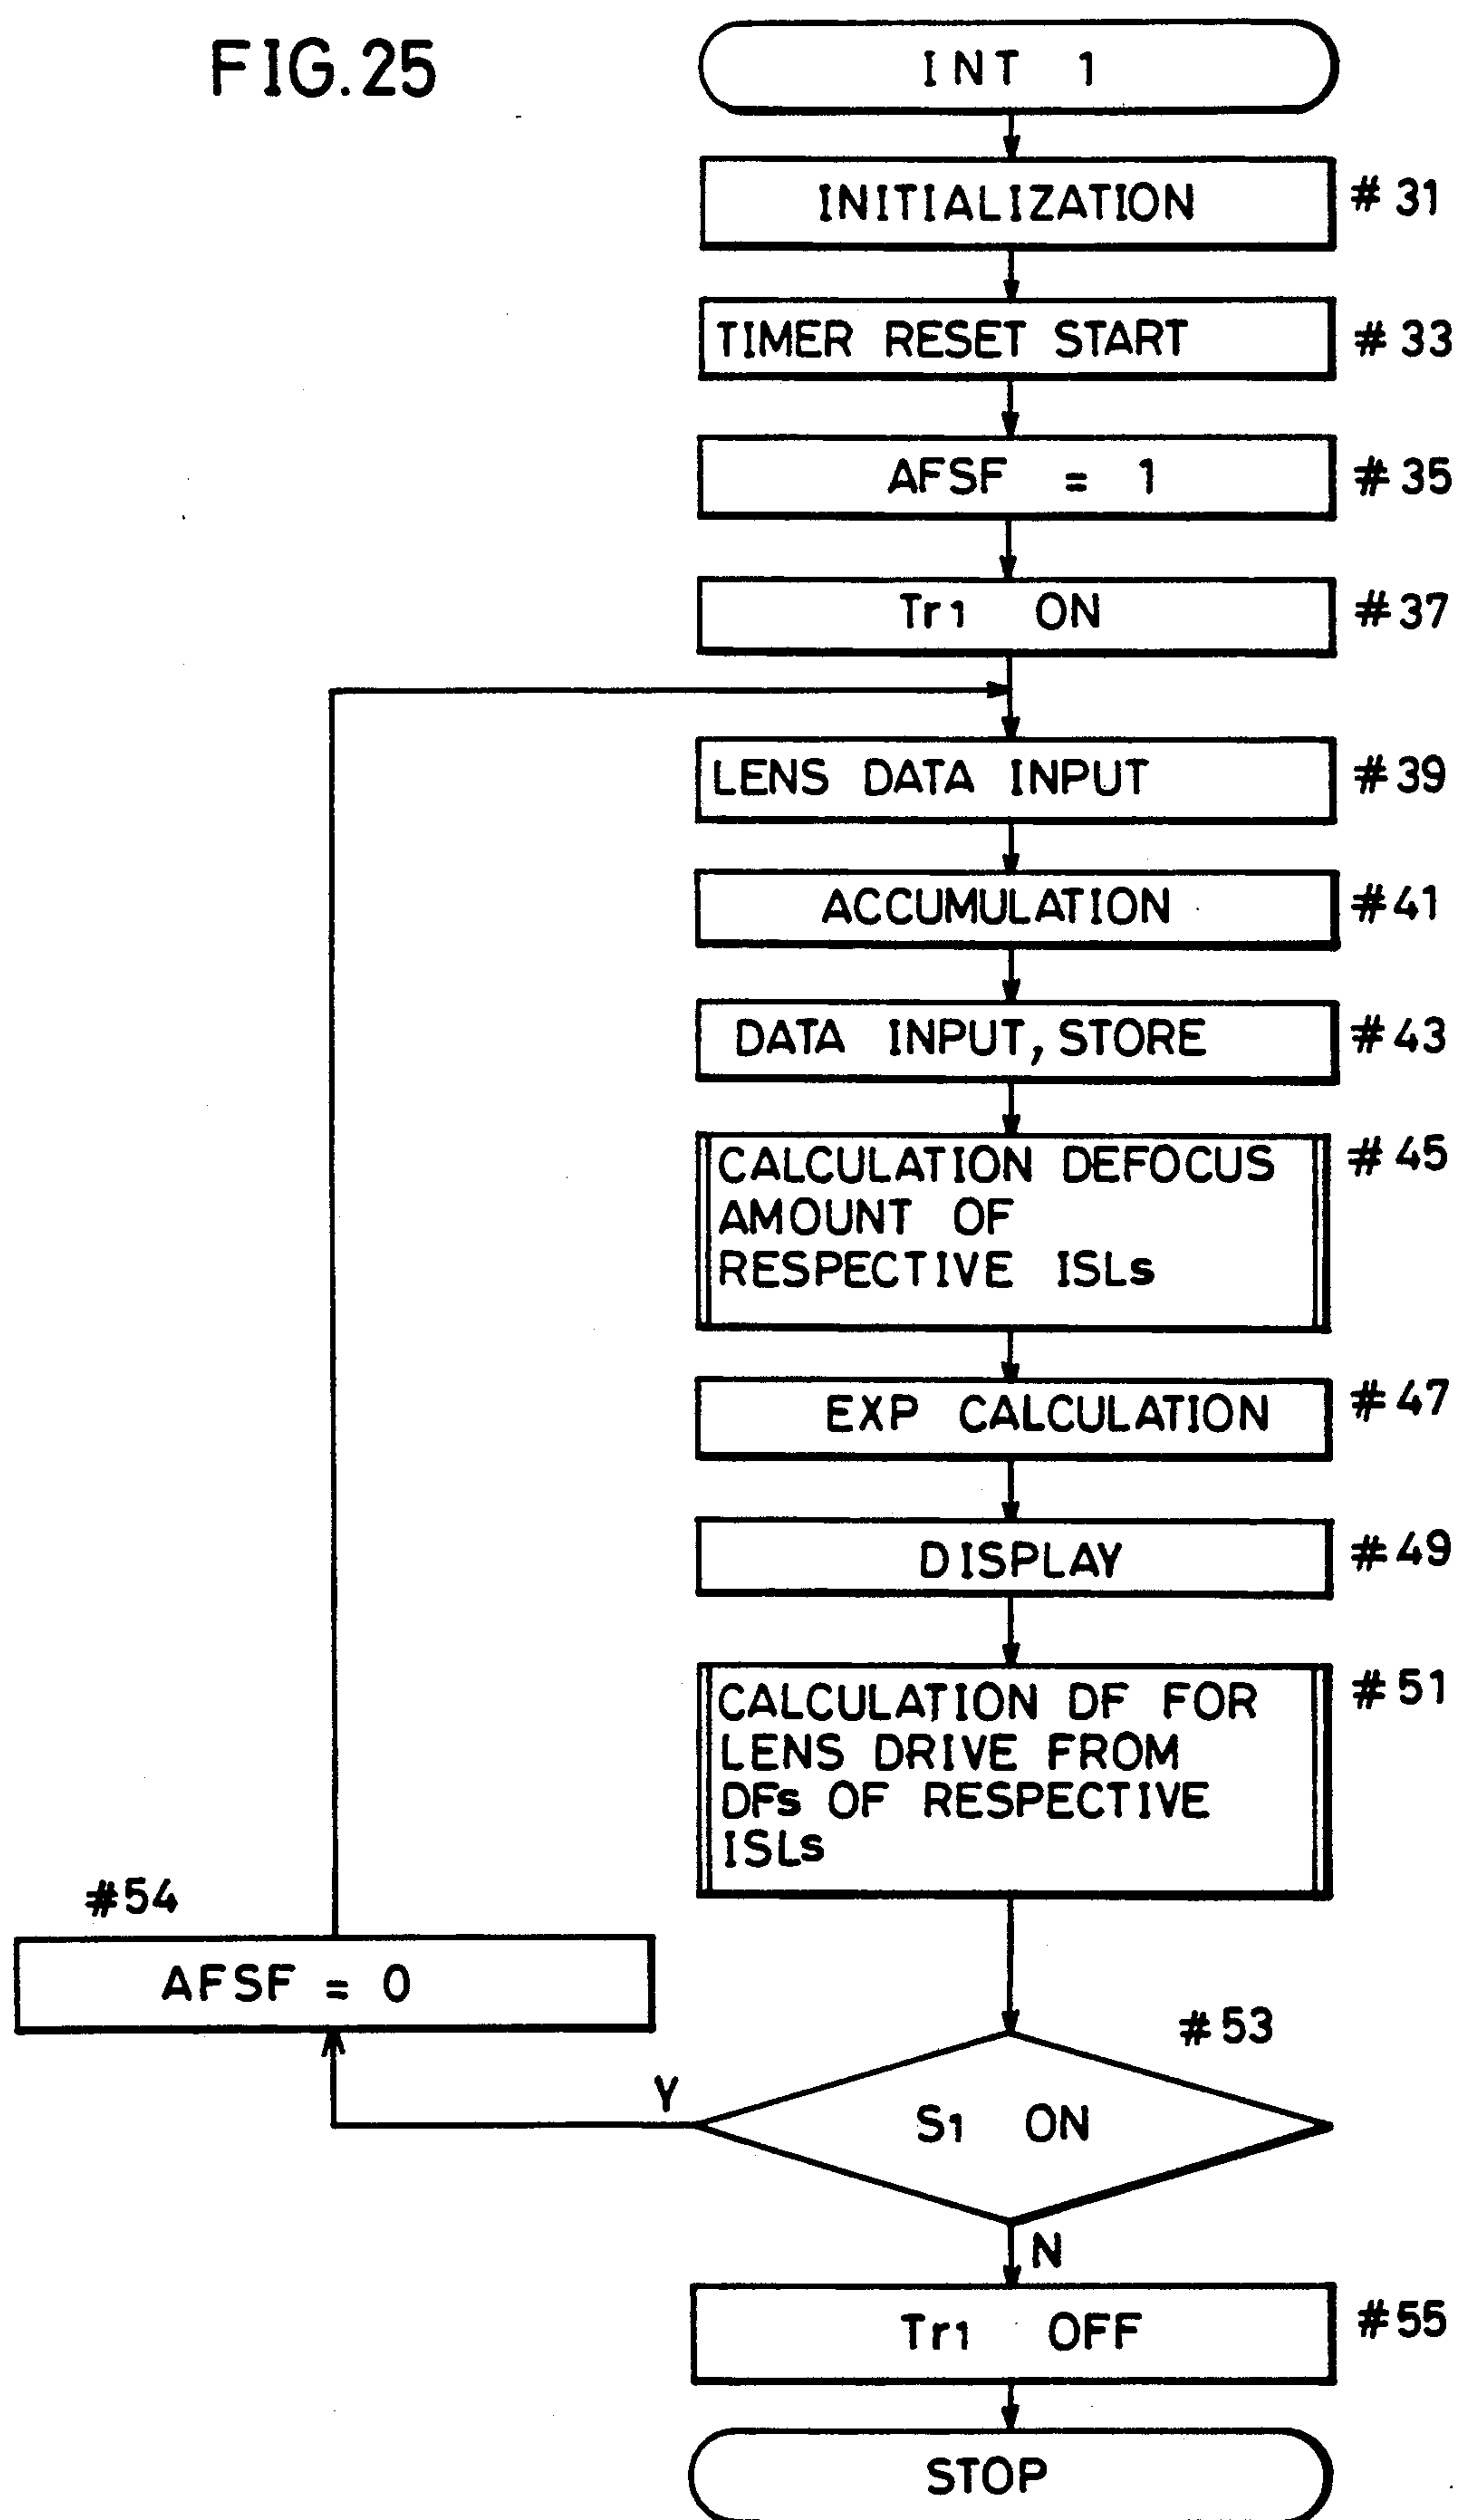 FIG.25
INT 1
INITIALIZATION #31
TIMER RESET START #33
AFSF = 1 #35
Tr1 ON #37
LENS DATA INPUT #39
ACCUMULATION #41
DATA INPUT, STORE #43
CALCULATION DEFOCUS #45
AMOUNT OF
RESPECTIVE ISLs
EXP CALCULATION #47
DISPLAY #49
CALCULATION DF FOR #51
LENS DRIVE FROM
DFs OF RESPECTIVE
ISLs
#54
AFSF = 0
#53
Y
S1 ON
N
Tr1 OFF #55
STOP